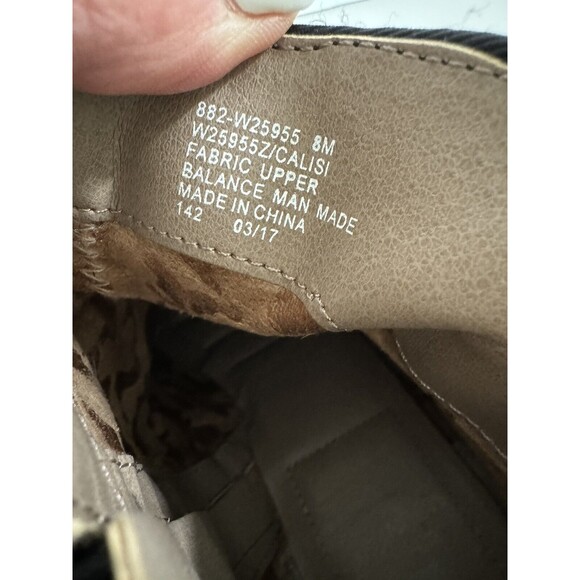 882-W25955 8M
W25955Z/CALISI
FABRIC UPPER
BALANCE MAN MADE
MADE IN CHINA
142 03/17